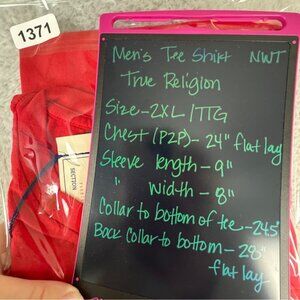 1371
Men's Tee Shirt NWT
True Religion
Size-2XL/TTG
Chest (P2P)- 24" flat lay
Sleeve length-9"
" Width-8"
Collar to bottom of tee-24.5"
Back Collar to bottom-28"
flat lay
SECTION